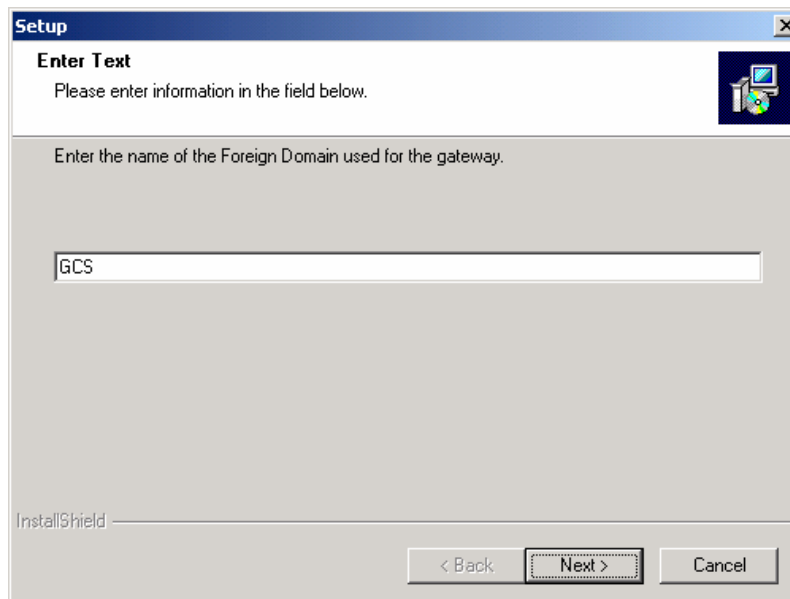 Setup
Enter Text
Please enter information in the field below.
Enter the name of the Foreign Domain used for the gateway.
GCS
InstallShield
< Back Next > Cancel